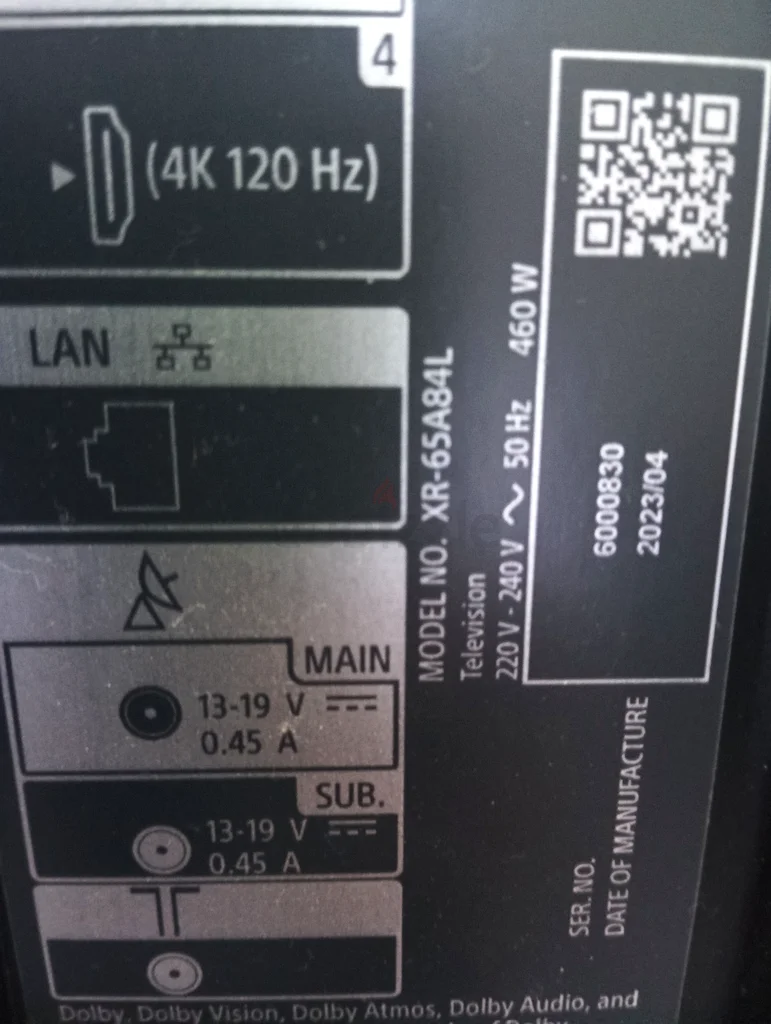 4
(4K 120 Hz)
LAN
MAIN
13-19 V
0.45 A
SUB.
13-19 V
0.45 A
MODEL NO. XR-65A84L
Television
220 V - 240 V ~ 50 Hz 460 W
SER. NO. 6000830
DATE OF MANUFACTURE 2023/04
Dolby, Dolby Vision, Dolby Atmos, Dolby Audio, and